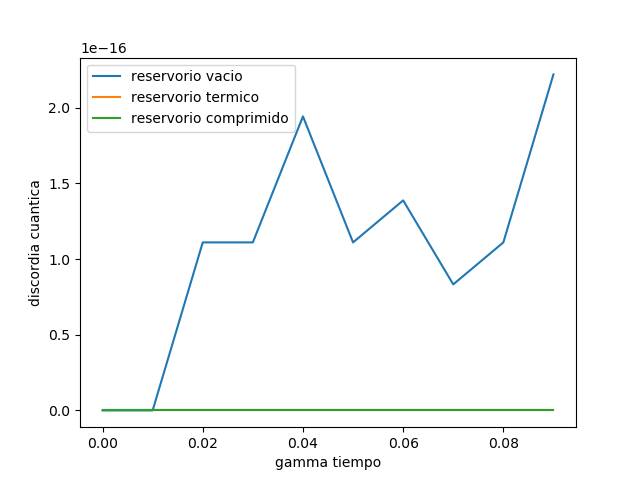 1e−16
reservorio vacio
reservorio termico
reservorio comprimido
2.0
1.5
1.0
0.5
0.0
discordia cuantica
0.00 0.02 0.04 0.06 0.08
gamma tiempo